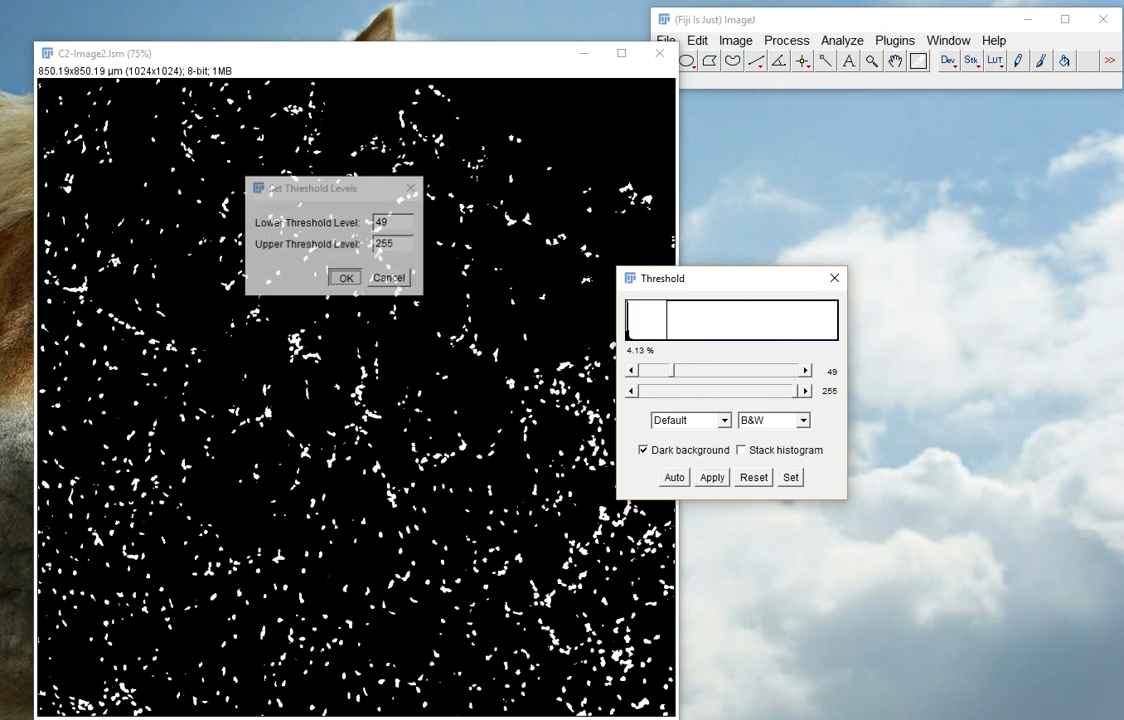 (Fiji Is Just) ImageJ
File Edit Image Process Analyze Plugins Window Help
Dev Stk LUT >>
C2-Image2.lsm (75%)
850.19x850.19 µm (1024x1024); 8-bit; 1MB
Set Threshold Levels
Lower Threshold Level: 49
Upper Threshold Level: 255
OK Cancel
Threshold
4.13 %
49
255
Default B&W
Dark background Stack histogram
Auto Apply Reset Set